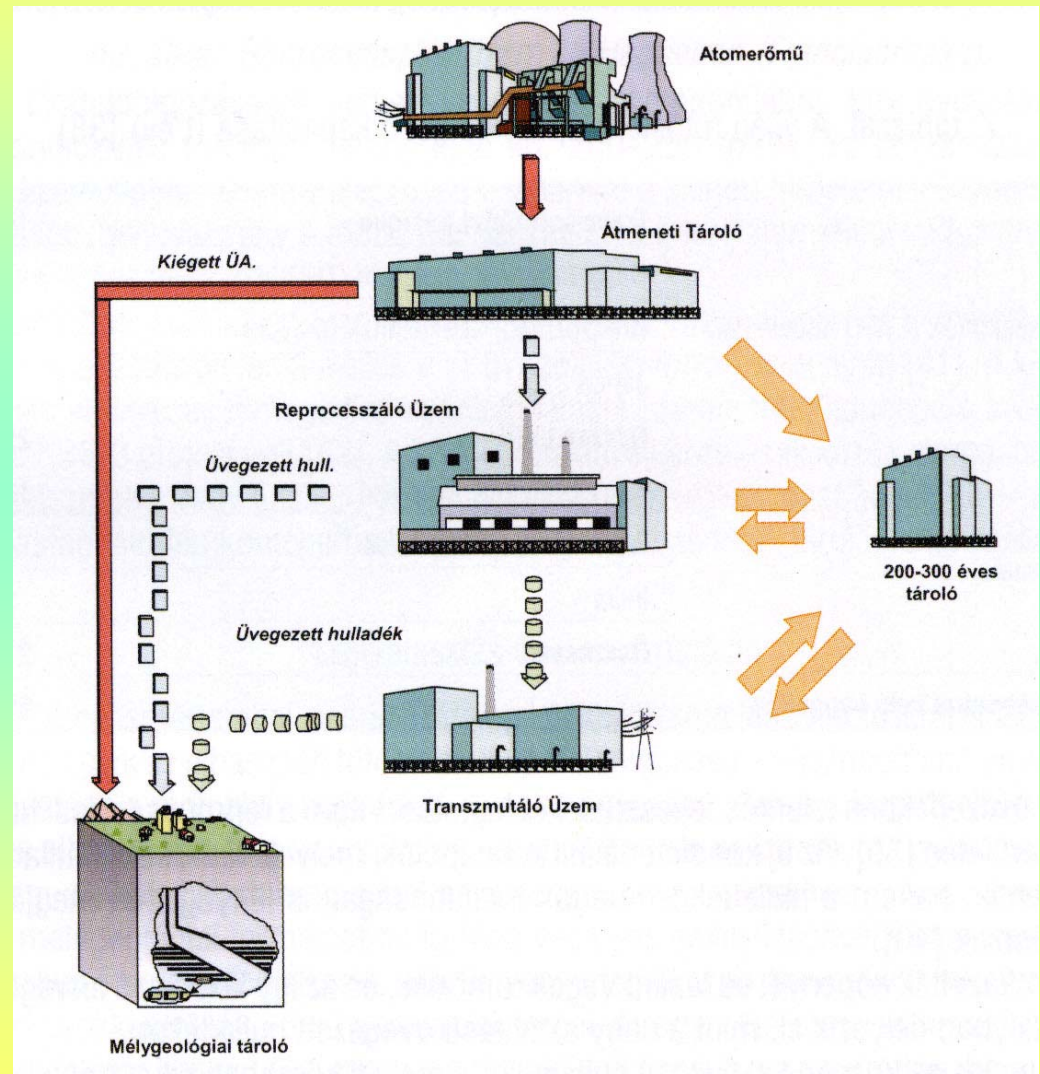 Atomerőmű
Átmeneti Tároló
Kiégett ÜA.
Reprocesszáló Üzem
Üvegezett hull.
200-300 éves
tároló
Üvegezett hulladék
Transzmutáló Üzem
Mélygeológiai tároló